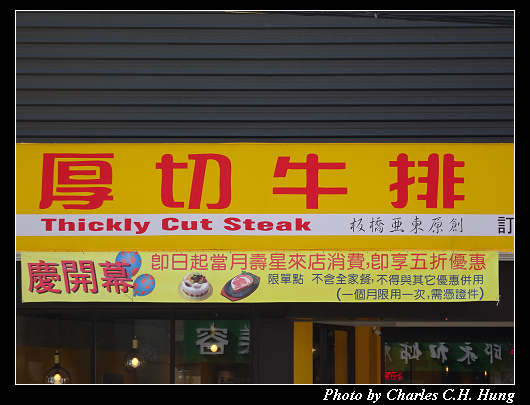 厚切牛排
Thickly Cut Steak 板橋亜東原創 訂
慶開幕
即日起當月壽星來店消費,即享五折優惠
限單點 不含全家餐,不得與其它優惠併用
(一個月限用一次,需憑證件)
Photo by Charles C.H. Hung